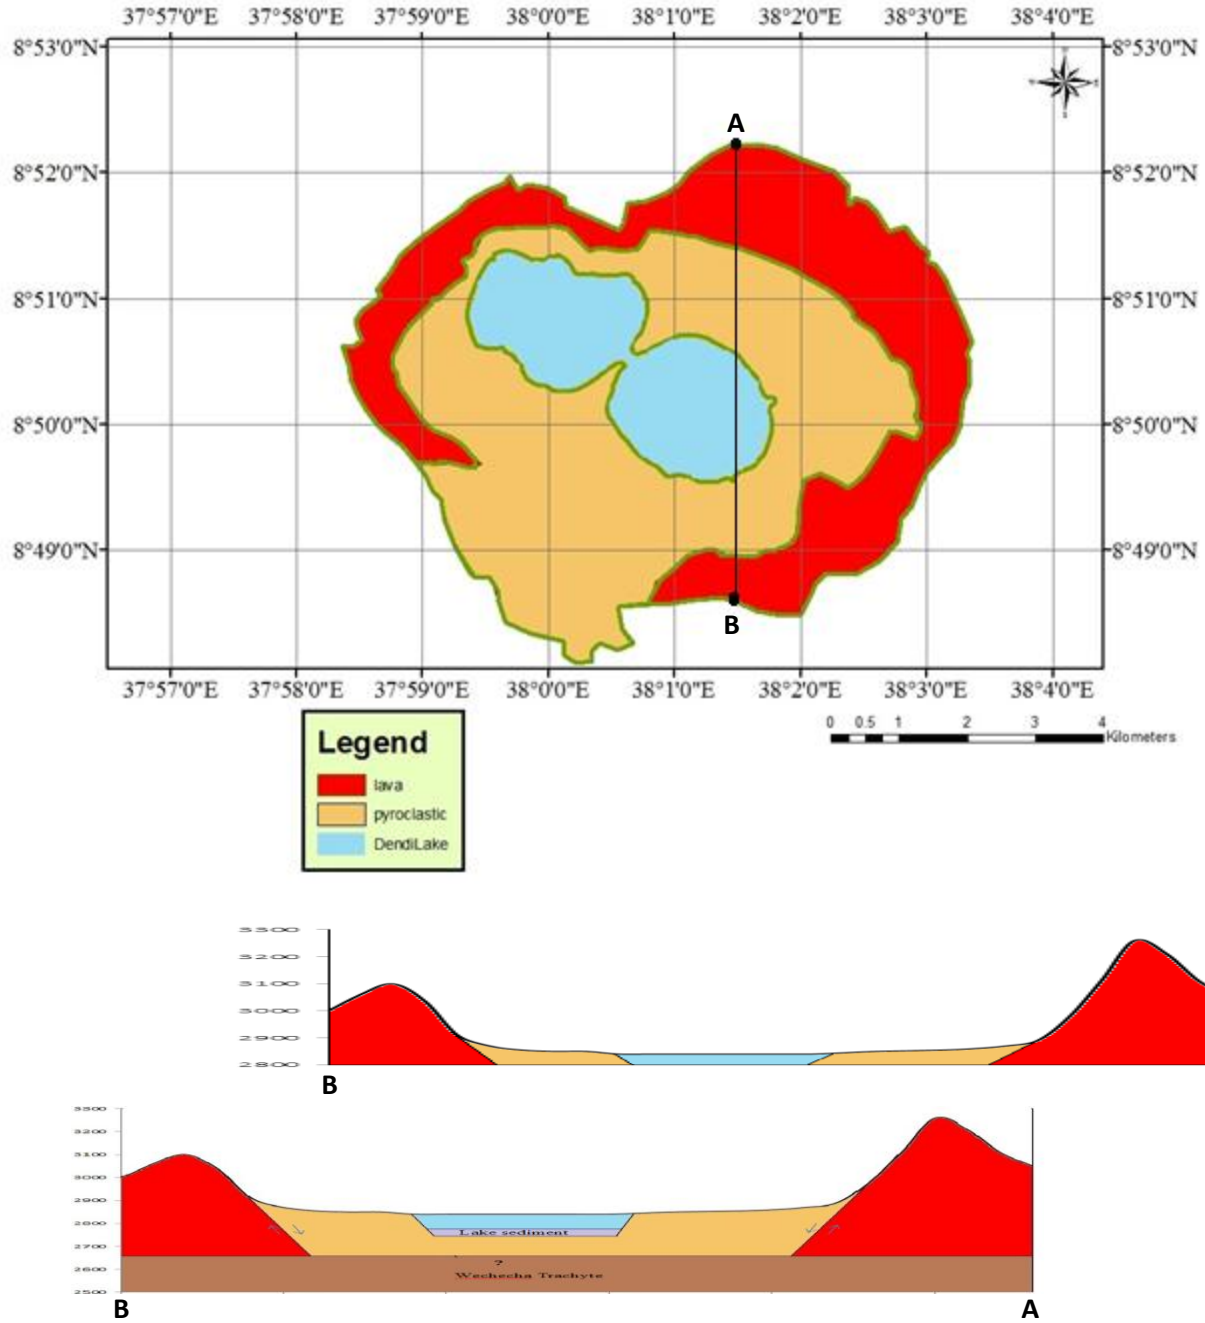 37°57'0"E 37°58'0"E 37°59'0"E 38°0'0"E 38°1'0"E 38°2'0"E 38°3'0"E 38°4'0"E
8°53'0"N 8°53'0"N
A
8°52'0"N 8°52'0"N
8°51'0"N 8°51'0"N
8°50'0"N 8°50'0"N
8°49'0"N 8°49'0"N
B
37°57'0"E 37°58'0"E 37°59'0"E 38°0'0"E 38°1'0"E 38°2'0"E 38°3'0"E 38°4'0"E
0 0.5 1 2 3 4
Kilometers
Legend
lava
pyroclastic
DendiLake
3300
3200
3100
3000
2900
2800
B
3300
3200
3100
3000
2900
2800
Lake sediment
2700
?
2600
Wechecha Trachyte
2500
B A